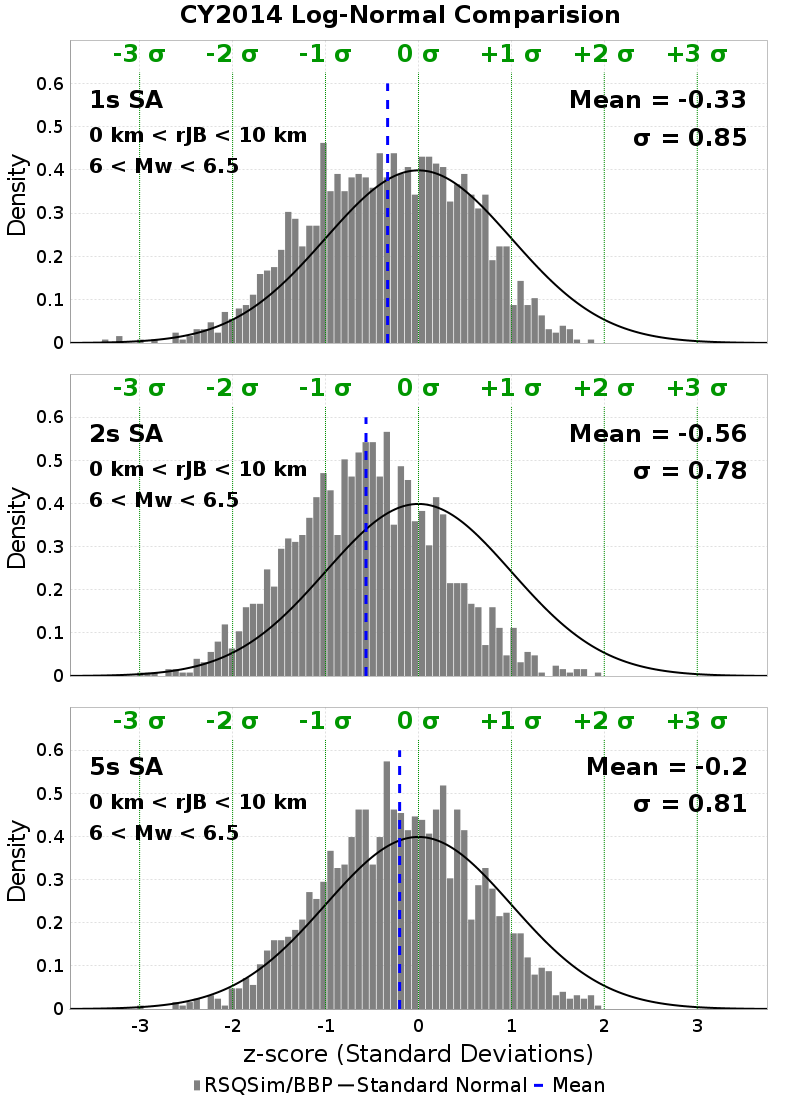 CY2014 Log-Normal Comparision
-3 σ -2 σ -1 σ 0 σ +1 σ +2 σ +3 σ
0.6
1s SA Mean = -0.33
0.5
0 km < rJB < 10 km σ = 0.85
0.4
6 < Mw < 6.5
Density
0.3
0.2
0.1
0
-3 σ -2 σ -1 σ 0 σ +1 σ +2 σ +3 σ
0.6
2s SA Mean = -0.56
0.5
0 km < rJB < 10 km σ = 0.78
0.4
6 < Mw < 6.5
Density
0.3
0.2
0.1
0
-3 σ -2 σ -1 σ 0 σ +1 σ +2 σ +3 σ
0.6
5s SA Mean = -0.2
0.5
0 km < rJB < 10 km σ = 0.81
0.4
6 < Mw < 6.5
Density
0.3
0.2
0.1
0
-3 -2 -1 0 1 2 3
z-score (Standard Deviations)
RSQSim/BBP Standard Normal Mean